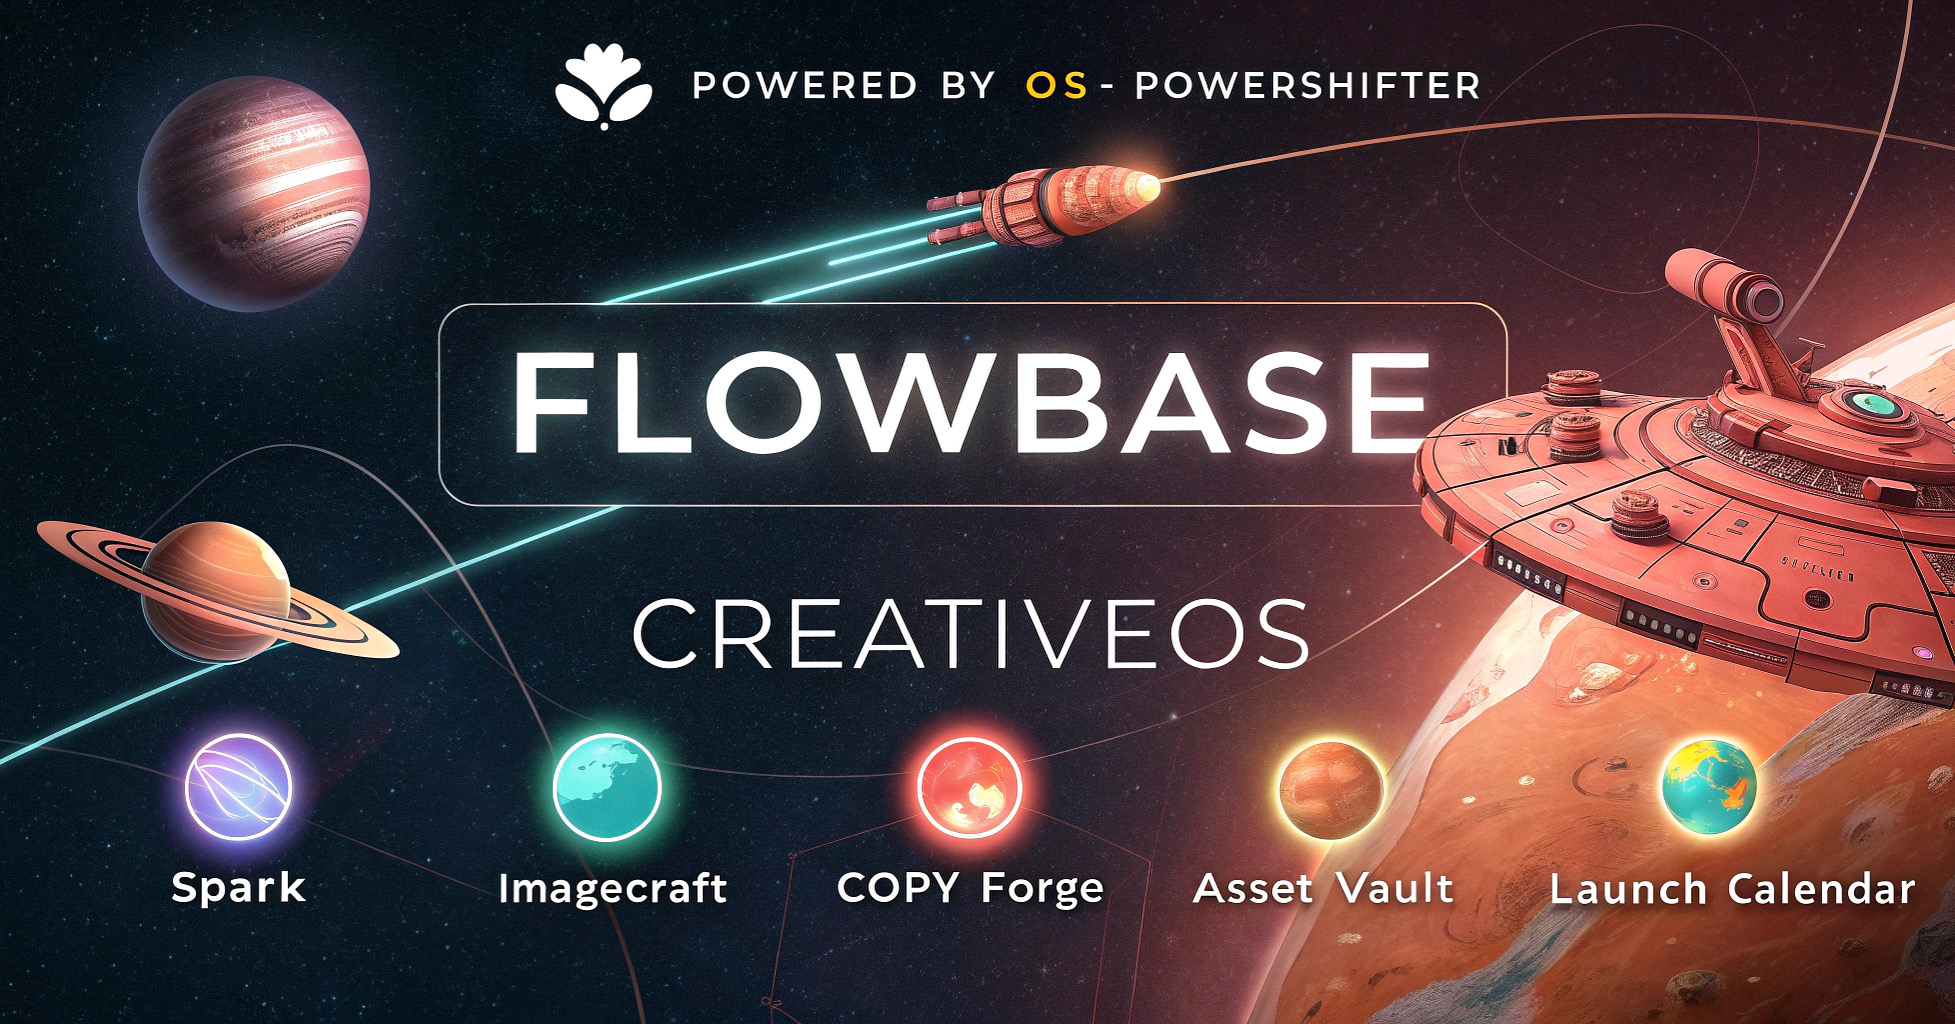 POWERED BY OS - POWERSHIFTER
FLOWBASE
CREATIVEOS
Spark
Imagecraft
COPY Forge
Asset Vault
Launch Calendar